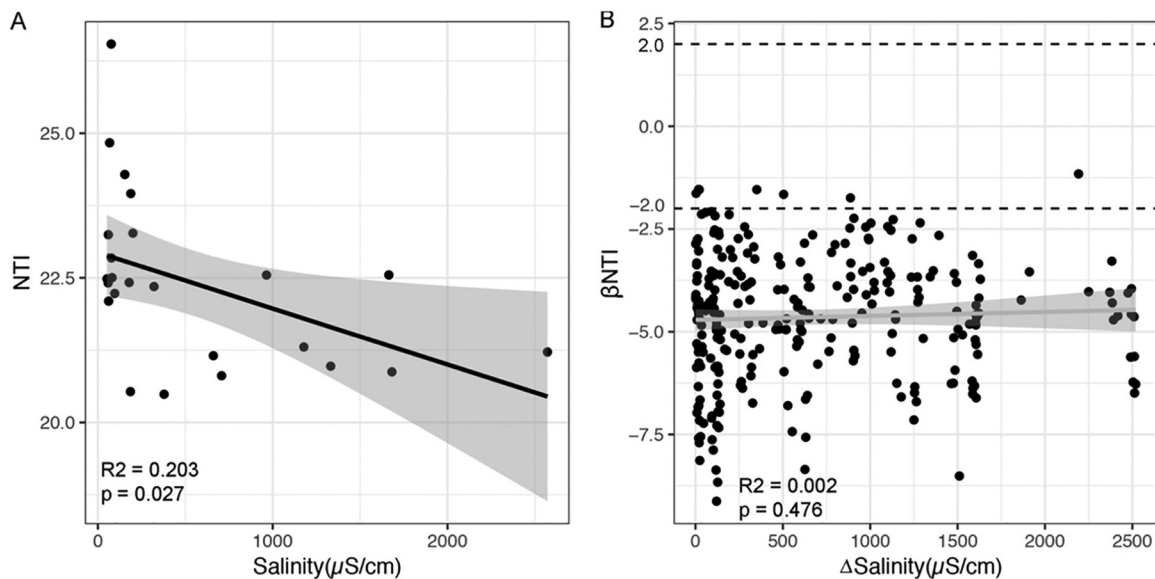 A
NTI
25.0
22.5
20.0
R2 = 0.203
p = 0.027
0 1000 2000
Salinity(µS/cm)
B
βNTI
2.5
2.0
0.0
−2.0
−2.5
−5.0
−7.5
R2 = 0.002
p = 0.476
0 500 1000 1500 2000 2500
ΔSalinity(µS/cm)